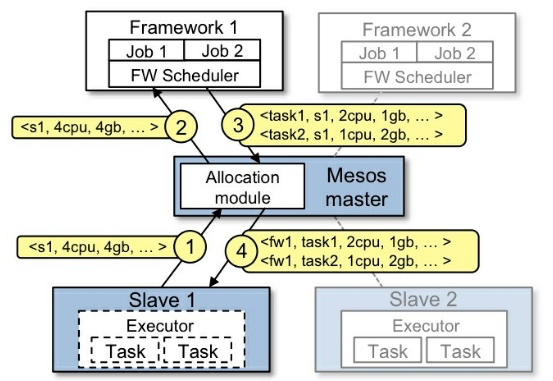 Framework 1
Job 1 Job 2
FW Scheduler
Framework 2
Job 1 Job 2
FW Scheduler
<s1, 4cpu, 4gb, … >
2
3
<task1, s1, 2cpu, 1gb, … >
<task2, s1, 1cpu, 2gb, … >
Allocation
module
Mesos
master
<s1, 4cpu, 4gb, … >
1
4
<fw1, task1, 2cpu, 1gb, … >
<fw1, task2, 1cpu, 2gb, … >
Slave 1
Executor
Task Task
Slave 2
Executor
Task Task